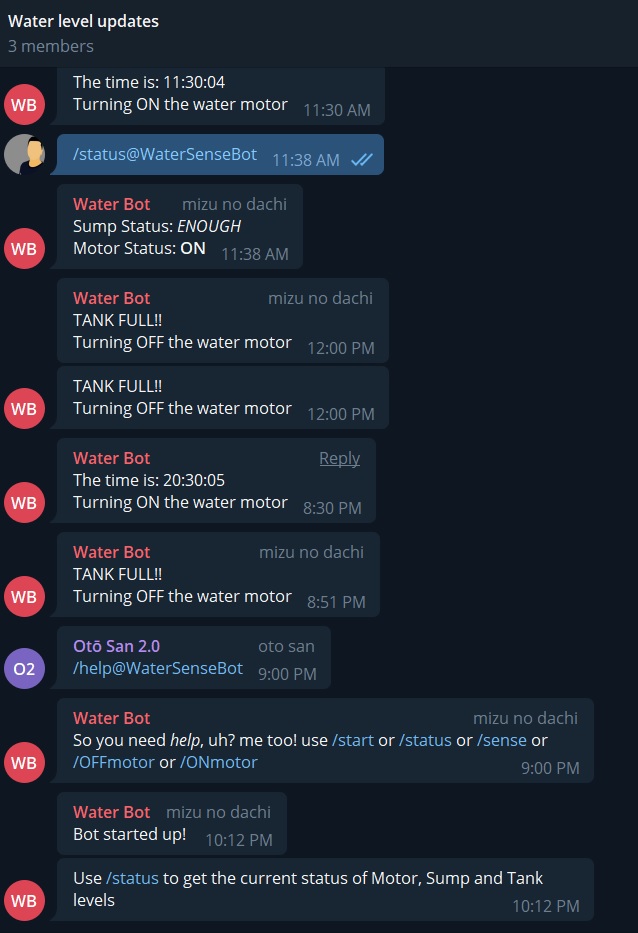 Water level updates
3 members
The time is: 11:30:04
WB
Turning ON the water motor 11:30 AM
/status@WaterSenseBot 11:38 AM
Water Bot mizu no dachi
Sump Status: ENOUGH
WB
Motor Status: ON 11:38 AM
Water Bot mizu no dachi
TANK FULL!!
Turning OFF the water motor 12:00 PM
TANK FULL!!
WB
Turning OFF the water motor 12:00 PM
Water Bot Reply
The time is: 20:30:05
WB
Turning ON the water motor 8:30 PM
Water Bot mizu no dachi
TANK FULL!!
WB
Turning OFF the water motor 8:51 PM
Otō San 2.0 oto san
O2
/help@WaterSenseBot 9:00 PM
Water Bot mizu no dachi
So you need help, uh? me too! use /start or /status or /sense or
WB
/OFFmotor or /ONmotor 9:00 PM
Water Bot mizu no dachi
Bot started up! 10:12 PM
Use /status to get the current status of Motor, Sump and Tank
WB
levels 10:12 PM